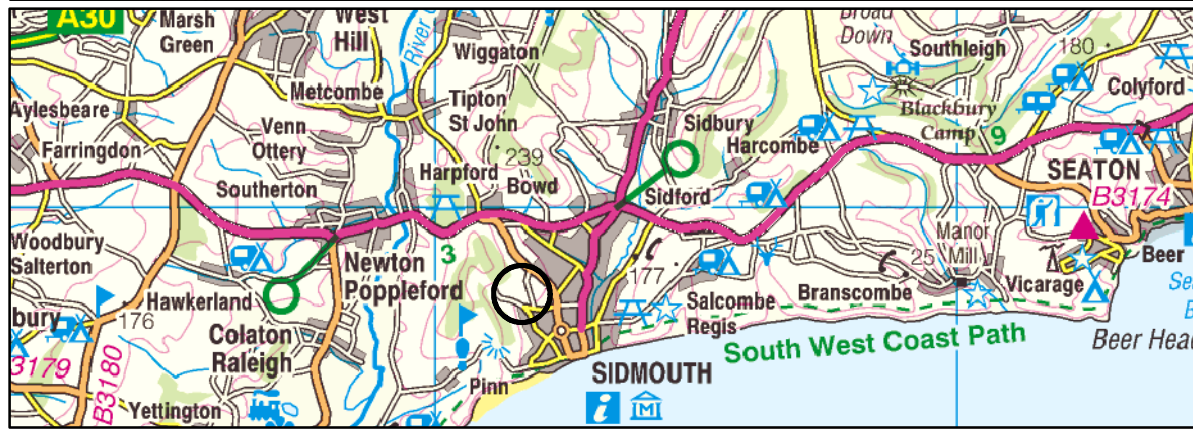 A30
Marsh
Green
West
Hill
River
Wiggaton
Broad
Down
Southleigh
180
Colyford
Metcombe
Aylesbeare
Tipton
St John
Blackbury
Camp
9
Venn
Ottery
Sidbury
Harcombe
Farringdon
239
SEATON
Harpford
Bowd
Southerton
Sidford
B3174
Woodbury
Salterton
Newton
Poppleford
3
177
Manor
Mill
25
Beer
Hawkerland
Branscombe
Vicarage
Salcombe
Regis
bury
176
Colaton
Raleigh
South West Coast Path
Beer Head
B3179
B3180
Pinn
SIDMOUTH
Yettington
i
M